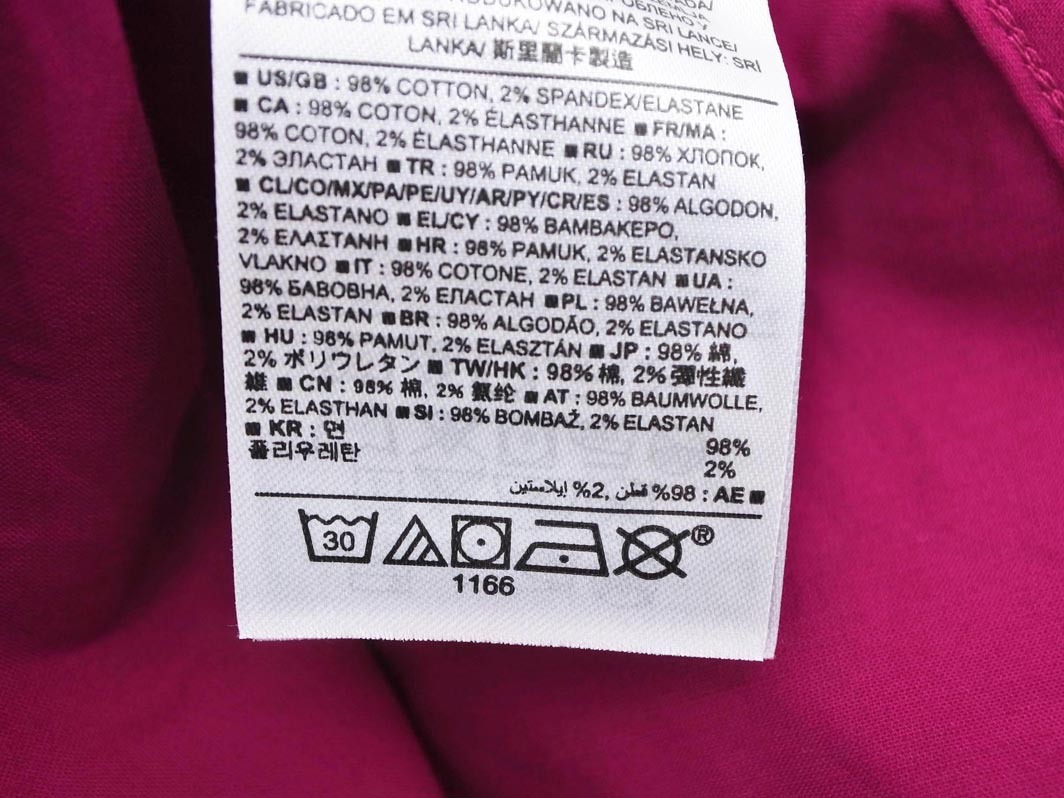 FABRICADO EM SRI LANKA/ SZÁRMAZÁSI HELY: SRI
LANKA/ 斯里蘭卡製造
■ US/GB : 98% COTTON, 2% SPANDEX/ELASTANE
■ CA : 98% COTON, 2% ÉLASTHANNE ■ FR/MA :
98% COTON, 2% ÉLASTHANNE ■ RU : 98% ХЛОПОК,
2% ЭЛАСТАН ■ TR : 98% PAMUK, 2% ELASTAN
■ CL/CO/MX/PA/PE/UY/AR/PY/CR/ES : 98% ALGODON,
2% ELASTANO ■ EL/CY : 98% ΒΑΜΒΑΚΕΡΟ,
2% ΕΛΑΣΤΑΝΗ ■ HR : 98% PAMUK, 2% ELASTANSKO
VLAKNO ■ IT : 98% COTONE, 2% ELASTAN ■ UA :
98% БАВОВНА, 2% ЕЛАСТАН ■ PL : 98% BAWEŁNA,
2% ELASTAN ■ BR : 98% ALGODÃO, 2% ELASTANO
■ HU : 98% PAMUT, 2% ELASZTÁN ■ JP : 98% 綿,
2% ポリウレタン ■ TW/HK : 98% 棉, 2% 彈性纖
維 ■ CN : 98% 棉, 2% 氨纶 ■ AT : 98% BAUMWOLLE,
2% ELASTHAN ■ SI : 98% BOMBAŽ, 2% ELASTAN
■ KR : 면 98%
폴리우레탄 2%
■ AE : 98% قطن, 2% إيلاستين
30
®
1166